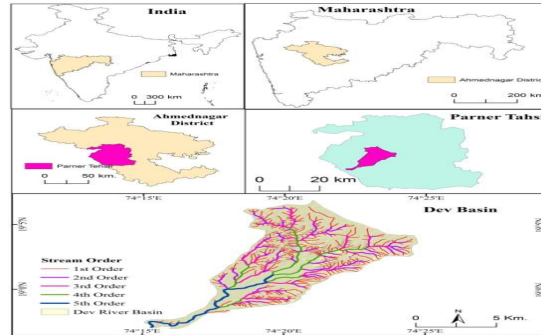 India
Maharashtra
0 300 km.
Maharashtra
Ahmednagar District
0 200 km.
Ahmednagar
District
Parner Tehsil
0 50 km.
Parner Tahsi
0 20 km.
74°15'E 74°20'E 74°25'E
Dev Basin
Stream Order
1st Order
2nd Order
3rd Order
4th Order
5th Order
Dev River Basin
N
0 5 Km.
74°15'E 74°20'E 74°25'E